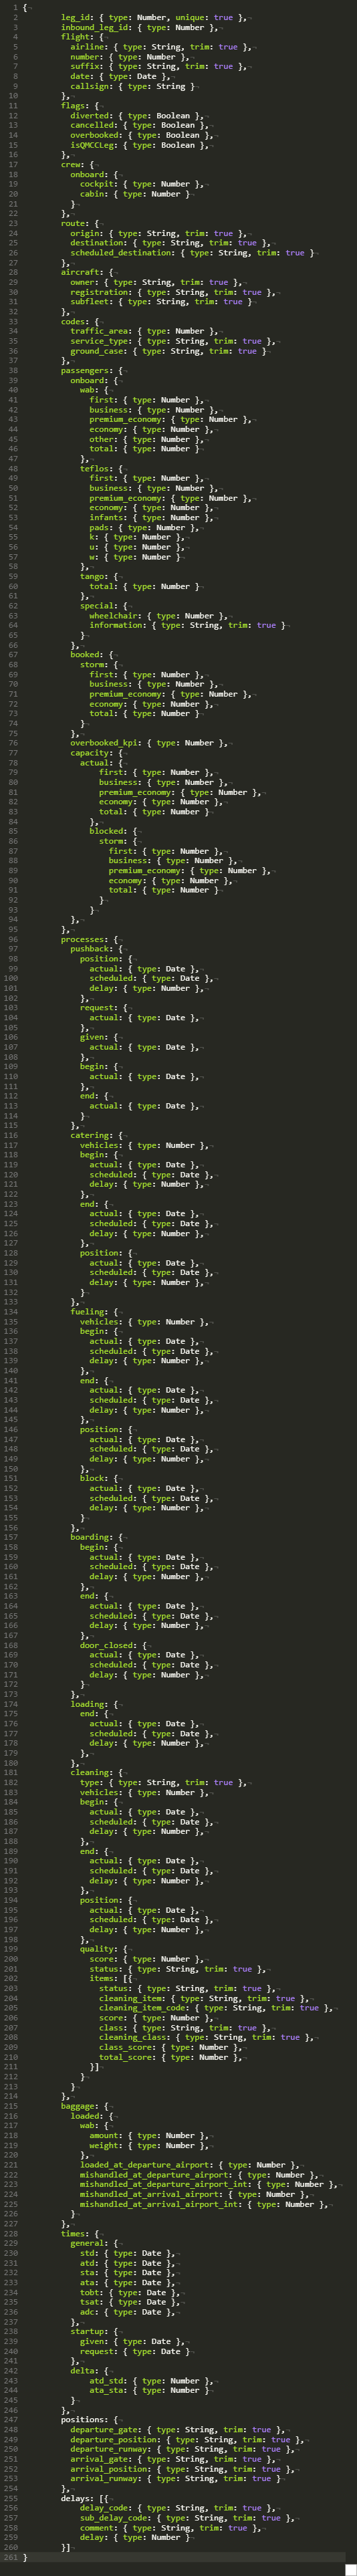 1 {¬
2 leg_id: { type: Number, unique: true },¬
3 inbound_leg_id: { type: Number },¬
4 flight: {¬
5 airline: { type: String, trim: true },¬
6 number: { type: Number },¬
7 suffix: { type: String, trim: true },¬
8 date: { type: Date },¬
9 callsign: { type: String }¬
10 },¬
11 flags: {¬
12 diverted: { type: Boolean },¬
13 cancelled: { type: Boolean },¬
14 overbooked: { type: Boolean },¬
15 isQMCCLeg: { type: Boolean },¬
16 },¬
17 crew: {¬
18 onboard: {¬
19 cockpit: { type: Number },¬
20 cabin: { type: Number }¬
21 }¬
22 },¬
23 route: {¬
24 origin: { type: String, trim: true },¬
25 destination: { type: String, trim: true },¬
26 scheduled_destination: { type: String, trim: true }¬
27 },¬
28 aircraft: {¬
29 owner: { type: String, trim: true },¬
30 registration: { type: String, trim: true },¬
31 subfleet: { type: String, trim: true }¬
32 },¬
33 codes: {¬
34 traffic_area: { type: Number },¬
35 service_type: { type: String, trim: true },¬
36 ground_case: { type: String, trim: true }¬
37 },¬
38 passengers: {¬
39 onboard: {¬
40 wab: {¬
41 first: { type: Number },¬
42 business: { type: Number },¬
43 premium_economy: { type: Number },¬
44 economy: { type: Number },¬
45 other: { type: Number },¬
46 total: { type: Number }¬
47 },¬
48 teflos: {¬
49 first: { type: Number },¬
50 business: { type: Number },¬
51 premium_economy: { type: Number },¬
52 economy: { type: Number },¬
53 infants: { type: Number },¬
54 pads: { type: Number },¬
55 k: { type: Number },¬
56 u: { type: Number },¬
57 w: { type: Number }¬
58 },¬
59 tango: {¬
60 total: { type: Number }¬
61 },¬
62 special: {¬
63 wheelchair: { type: Number },¬
64 information: { type: String, trim: true }¬
65 }¬
66 },¬
67 booked: {¬
68 storm: {¬
69 first: { type: Number },¬
70 business: { type: Number },¬
71 premium_economy: { type: Number },¬
72 economy: { type: Number },¬
73 total: { type: Number }¬
74 }¬
75 },¬
76 overbooked_kpi: { type: Number },¬
77 capacity: {¬
78 actual: {¬
79 first: { type: Number },¬
80 business: { type: Number },¬
81 premium_economy: { type: Number },¬
82 economy: { type: Number },¬
83 total: { type: Number }¬
84 },¬
85 blocked: {¬
86 storm: {¬
87 first: { type: Number },¬
88 business: { type: Number },¬
89 premium_economy: { type: Number },¬
90 economy: { type: Number },¬
91 total: { type: Number }¬
92 }¬
93 }¬
94 },¬
95 },¬
96 processes: {¬
97 pushback: {¬
98 position: {¬
99 actual: { type: Date },¬
100 scheduled: { type: Date },¬
101 delay: { type: Number },¬
102 },¬
103 request: {¬
104 actual: { type: Date },¬
105 },¬
106 given: {¬
107 actual: { type: Date },¬
108 },¬
109 begin: {¬
110 actual: { type: Date },¬
111 },¬
112 end: {¬
113 actual: { type: Date },¬
114 }¬
115 },¬
116 catering: {¬
117 vehicles: { type: Number },¬
118 begin: {¬
119 actual: { type: Date },¬
120 scheduled: { type: Date },¬
121 delay: { type: Number },¬
122 },¬
123 end: {¬
124 actual: { type: Date },¬
125 scheduled: { type: Date },¬
126 delay: { type: Number },¬
127 },¬
128 position: {¬
129 actual: { type: Date },¬
130 scheduled: { type: Date },¬
131 delay: { type: Number },¬
132 }¬
133 },¬
134 fueling: {¬
135 vehicles: { type: Number },¬
136 begin: {¬
137 actual: { type: Date },¬
138 scheduled: { type: Date },¬
139 delay: { type: Number },¬
140 },¬
141 end: {¬
142 actual: { type: Date },¬
143 scheduled: { type: Date },¬
144 delay: { type: Number },¬
145 },¬
146 position: {¬
147 actual: { type: Date },¬
148 scheduled: { type: Date },¬
149 delay: { type: Number },¬
150 },¬
151 block: {¬
152 actual: { type: Date },¬
153 scheduled: { type: Date },¬
154 delay: { type: Number },¬
155 }¬
156 },¬
157 boarding: {¬
158 begin: {¬
159 actual: { type: Date },¬
160 scheduled: { type: Date },¬
161 delay: { type: Number },¬
162 },¬
163 end: {¬
164 actual: { type: Date },¬
165 scheduled: { type: Date },¬
166 delay: { type: Number },¬
167 },¬
168 door_closed: {¬
169 actual: { type: Date },¬
170 scheduled: { type: Date },¬
171 delay: { type: Number },¬
172 }¬
173 },¬
174 loading: {¬
175 end: {¬
176 actual: { type: Date },¬
177 scheduled: { type: Date },¬
178 delay: { type: Number },¬
179 },¬
180 },¬
181 cleaning: {¬
182 type: { type: String, trim: true },¬
183 vehicles: { type: Number },¬
184 begin: {¬
185 actual: { type: Date },¬
186 scheduled: { type: Date },¬
187 delay: { type: Number },¬
188 },¬
189 end: {¬
190 actual: { type: Date },¬
191 scheduled: { type: Date },¬
192 delay: { type: Number },¬
193 },¬
194 position: {¬
195 actual: { type: Date },¬
196 scheduled: { type: Date },¬
197 delay: { type: Number },¬
198 },¬
199 quality: {¬
200 score: { type: Number },¬
201 status: { type: String, trim: true },¬
202 items: [{¬
203 status: { type: String, trim: true },¬
204 cleaning_item: { type: String, trim: true },¬
205 cleaning_item_code: { type: String, trim: true },¬
206 score: { type: Number },¬
207 class: { type: String, trim: true },¬
208 cleaning_class: { type: String, trim: true },¬
209 class_score: { type: Number },¬
210 total_score: { type: Number },¬
211 }]¬
212 }¬
213 }¬
214 },¬
215 baggage: {¬
216 loaded: {¬
217 wab: {¬
218 amount: { type: Number },¬
219 weight: { type: Number },¬
220 },¬
221 loaded_at_departure_airport: { type: Number },¬
222 mishandled_at_departure_airport: { type: Number },¬
223 mishandled_at_departure_airport_int: { type: Number },¬
224 mishandled_at_arrival_airport: { type: Number },¬
225 mishandled_at_arrival_airport_int: { type: Number },¬
226 }¬
227 },¬
228 times: {¬
229 general: {¬
230 std: { type: Date },¬
231 atd: { type: Date },¬
232 sta: { type: Date },¬
233 ata: { type: Date },¬
234 tobt: { type: Date },¬
235 tsat: { type: Date },¬
236 adc: { type: Date },¬
237 },¬
238 startup: {¬
239 given: { type: Date },¬
240 request: { type: Date }¬
241 },¬
242 delta: {¬
243 atd_std: { type: Number },¬
244 ata_sta: { type: Number }¬
245 }¬
246 },¬
247 positions: {¬
248 departure_gate: { type: String, trim: true },¬
249 departure_position: { type: String, trim: true },¬
250 departure_runway: { type: String, trim: true },¬
251 arrival_gate: { type: String, trim: true },¬
252 arrival_position: { type: String, trim: true },¬
253 arrival_runway: { type: String, trim: true }¬
254 },¬
255 delays: [{¬
256 delay_code: { type: String, trim: true },¬
257 sub_delay_code: { type: String, trim: true },¬
258 comment: { type: String, trim: true },¬
259 delay: { type: Number }¬
260 }]¬
261 }